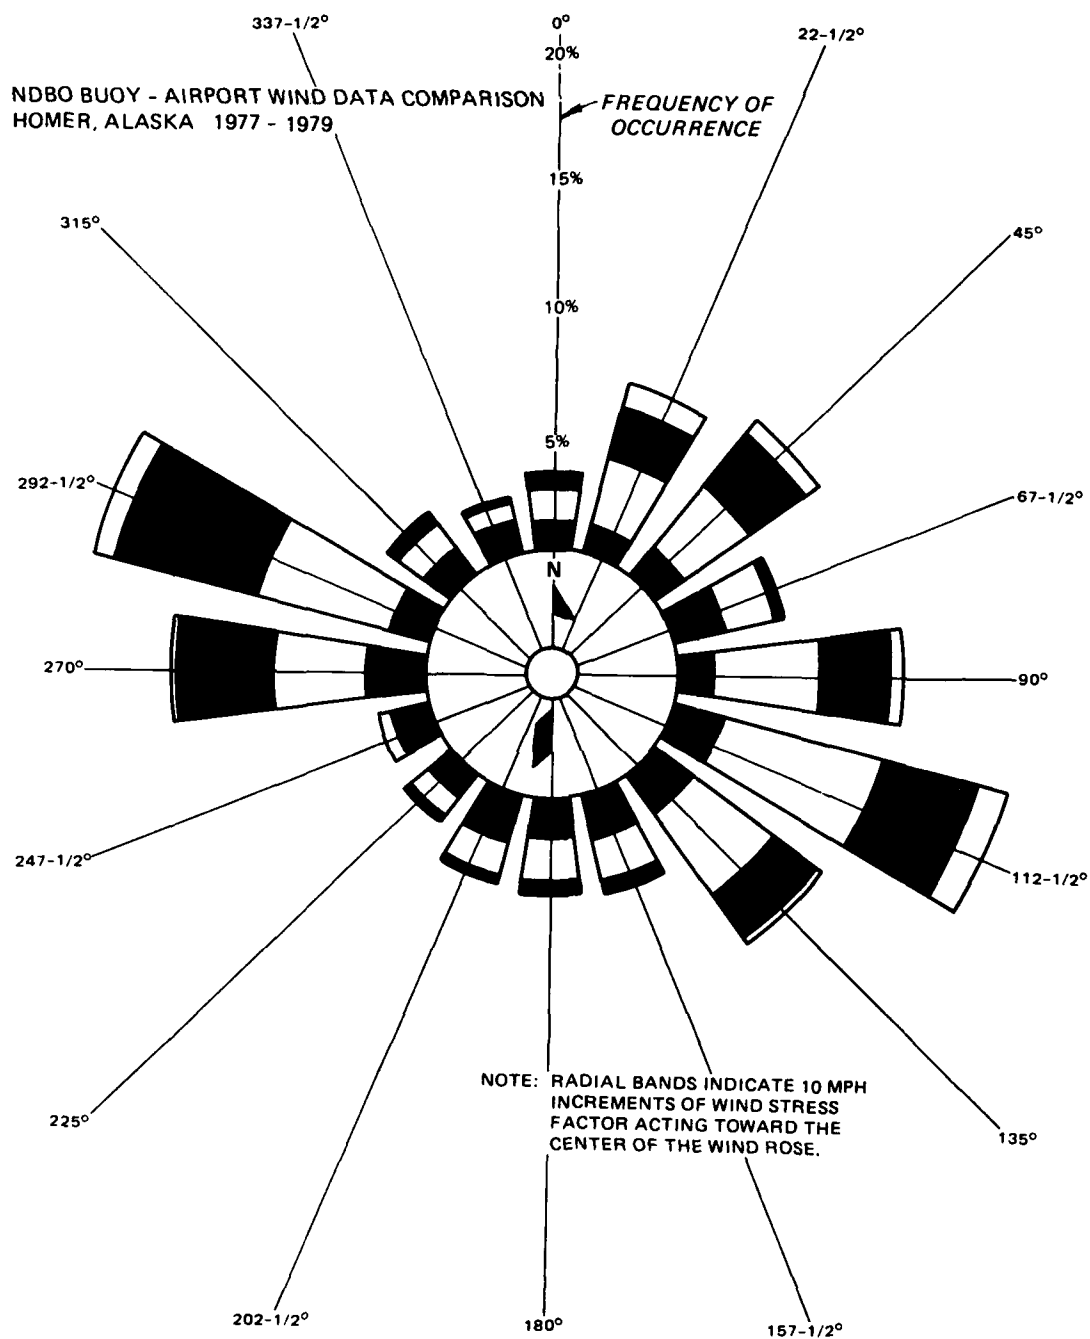 337-1/2°
0°
20%
22-1/2°
NDBO BUOY - AIRPORT WIND DATA COMPARISON
HOMER, ALASKA 1977 - 1979
FREQUENCY OF
OCCURRENCE
15%
315°
45°
10%
5%
292-1/2°
67-1/2°
N
270°
90°
247-1/2°
112-1/2°
NOTE: RADIAL BANDS INDICATE 10 MPH
INCREMENTS OF WIND STRESS
FACTOR ACTING TOWARD THE
CENTER OF THE WIND ROSE.
225°
135°
202-1/2°
180°
157-1/2°